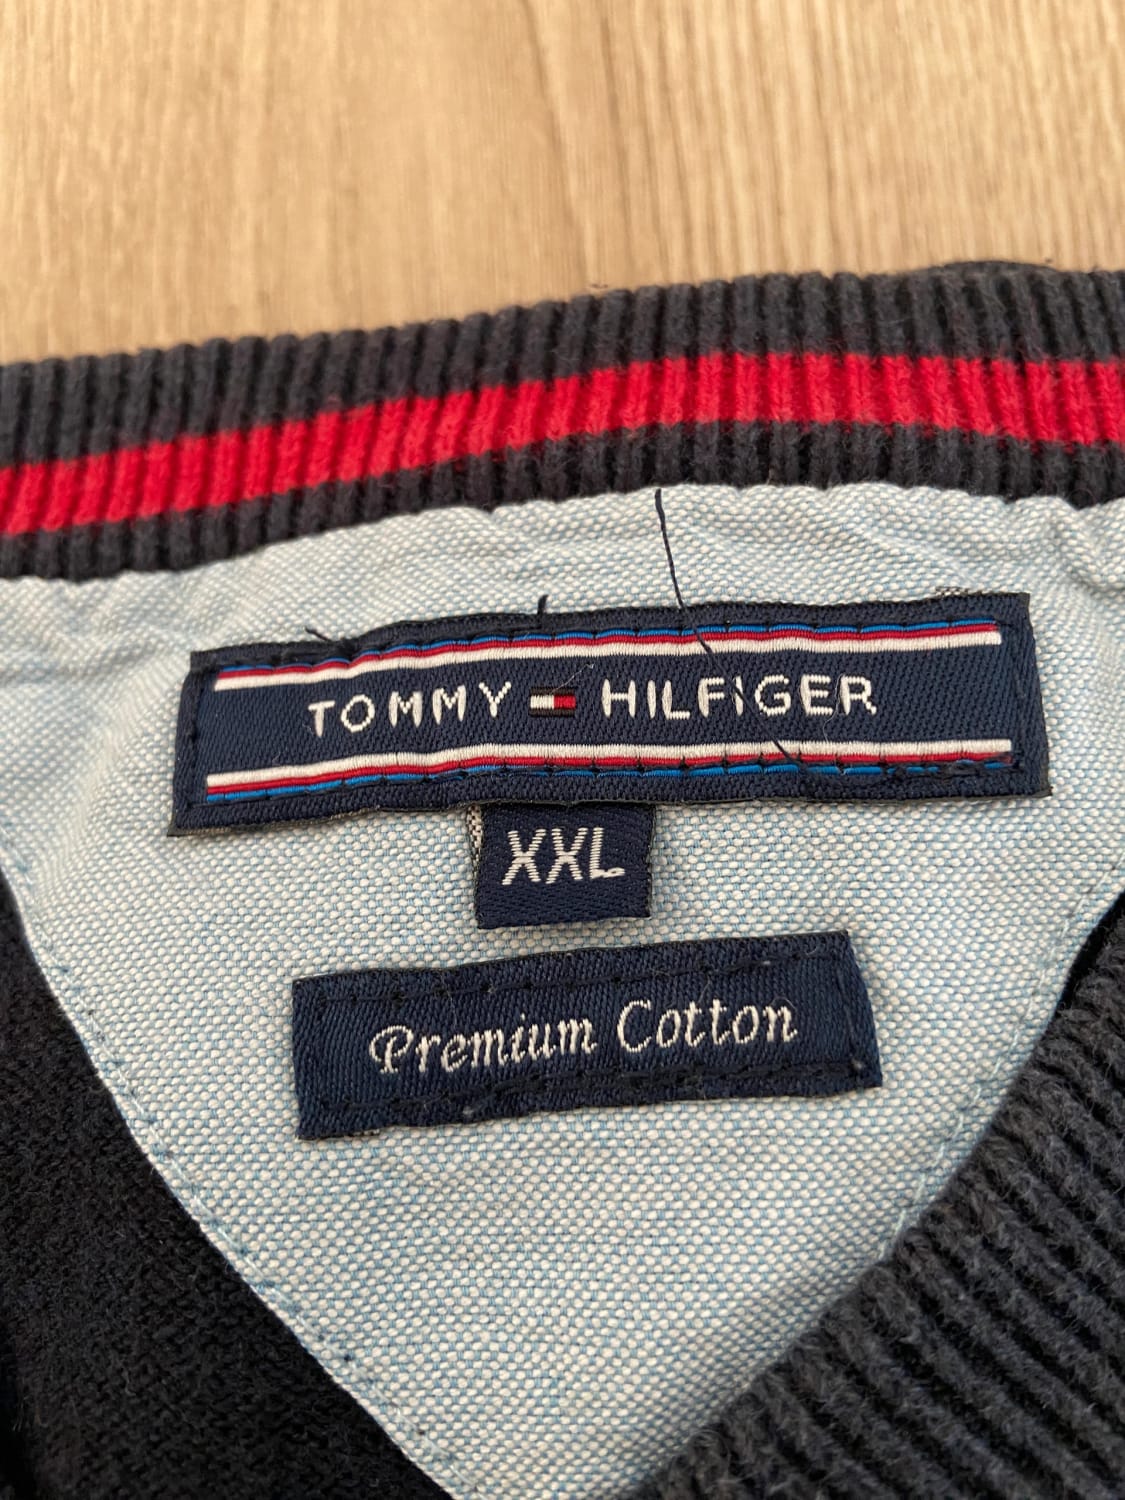 TOMMY HILFIGER
XXL
Premium Cotton